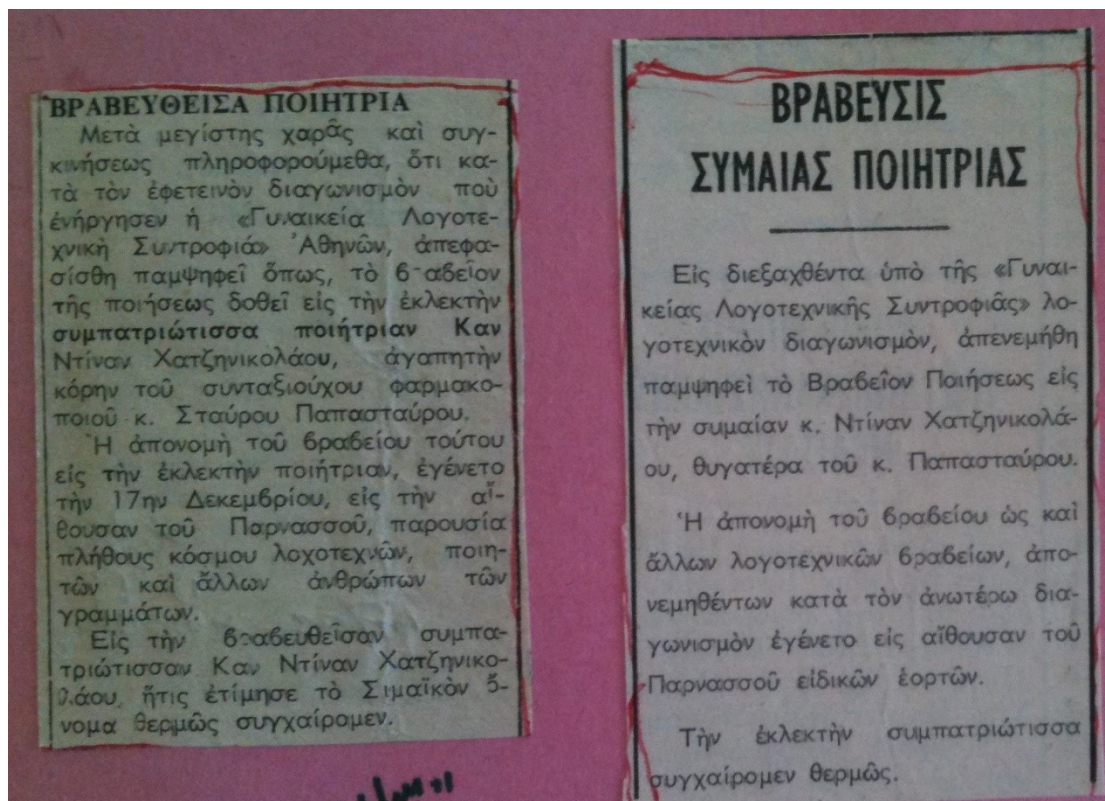 ΒΡΑΒΕΥΘΕΙΣΑ ΠΟΙΗΤΡΙΑ
Μετὰ μεγίστης χαρᾶς καὶ συγ-
κινήσεως πληροφορούμεθα, ὅτι κα-
τὰ τὸν ἐφετεινὸν διαγωνισμὸν ποὺ
ἐνήργησεν ἡ «Γυναικεία Λογοτε-
χνικὴ Συντροφιά» Ἀθηνῶν, ἀπεφα-
σίσθη παμψηφεῖ ὅπως, τὸ βραβεῖον
τῆς ποιήσεως δοθεῖ εἰς τὴν ἐκλεκτὴν
συμπατριώτισσα ποιήτριαν Καν
Ντίναν Χατζηνικολάου, ἀγαπητὴν
κόρην τοῦ συνταξιούχου φαρμακο-
ποιοῦ κ. Σταύρου Παπασταύρου.
Ἡ ἀπονομὴ τοῦ βραβείου τούτου
εἰς τὴν ἐκλεκτὴν ποιήτριαν, ἐγένετο
τὴν 17ην Δεκεμβρίου, εἰς τὴν αἴ-
θουσαν τοῦ Παρνασσοῦ, παρουσία
πλήθους κόσμου λοχοτεχνῶν, ποιη-
τῶν καὶ ἄλλων ἀνθρώπων τῶν
γραμμάτων.
Εἰς τὴν βραβευθεῖσαν συμπα-
τριώτισσαν Καν Ντίναν Χατζηνικο-
λάου, ἥτις ἐτίμησε τὸ Σιμαϊκὸν ὄ-
νομα θερμῶς συγχαίρομεν.
ΒΡΑΒΕΥΣΙΣ
ΣΥΜΑΙΑΣ ΠΟΙΗΤΡΙΑΣ
Εἰς διεξαχθέντα ὑπὸ τῆς «Γυναι-
κείας Λογοτεχνικῆς Συντροφιᾶς» λο-
γοτεχνικὸν διαγωνισμὸν, ἀπενεμήθη
παμψηφεὶ τὸ Βραβεῖον Ποιήσεως εἰς
τὴν συμαίαν κ. Ντίναν Χατζηνικολά-
ου, θυγατέρα τοῦ κ. Παπασταύρου.
Ἡ ἀπονομὴ τοῦ βραβείου ὡς καὶ
ἄλλων λογοτεχνικῶν βραβείων, ἀπο-
νεμηθέντων κατὰ τὸν ἀνωτέρω δια-
γωνισμὸν ἐγένετο εἰς αἴθουσαν τοῦ
Παρνασσοῦ εἰδικῶν ἑορτῶν.
Τὴν ἐκλεκτὴν συμπατριώτισσα
συγχαίρομεν θερμῶς.